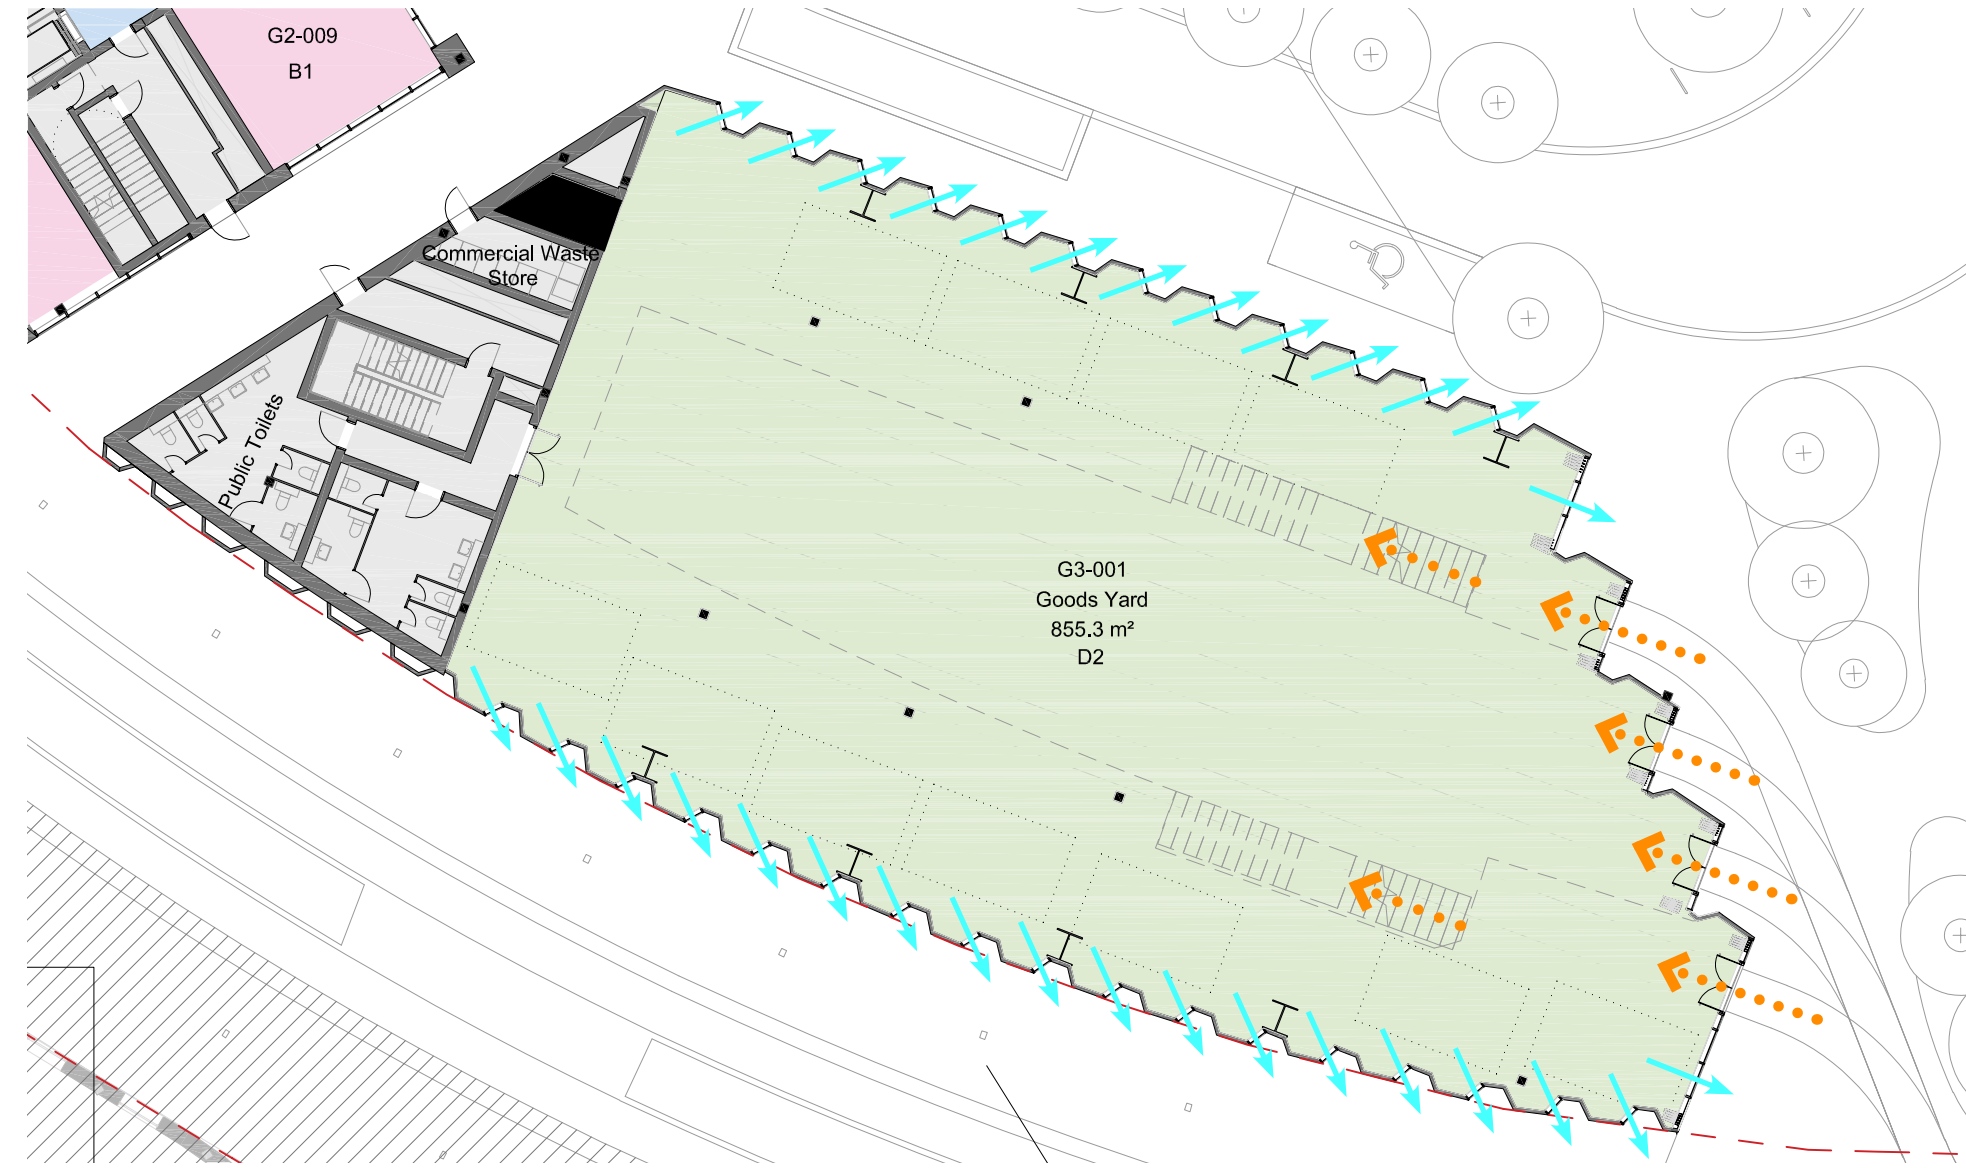 G2-009
B1
Commercial Waste
Store
Public Toilets
G3-001
Goods Yard
855.3 m²
D2